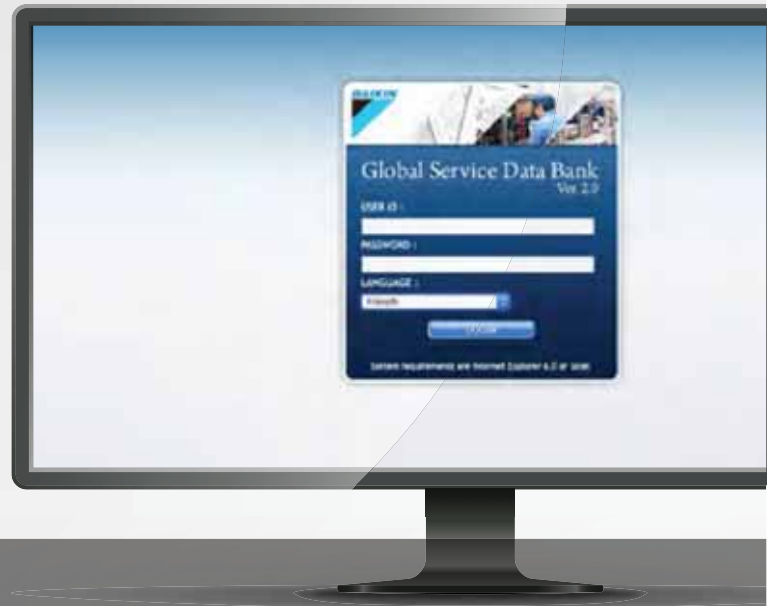 DAIKIN
Global Service Data Bank
Ver 2.0
USER ID :
PASSWORD :
LANGUAGE :
LOGIN
System requirements are Internet Explorer 6.0 or later